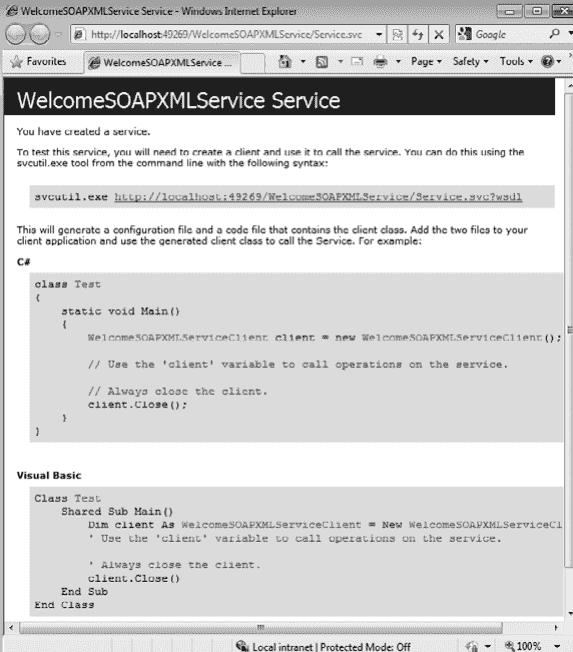 WelcomeSOAPXMLService Service - Windows Internet Explorer
http://localhost:49269/WelcomeSOAPXMLService/Service.svc
Google
Favorites
WelcomeSOAPXMLService ...
Page
Safety
Tools
WelcomeSOAPXMLService Service
You have created a service.
To test this service, you will need to create a client and use it to call the service. You can do this using the
svcutil.exe tool from the command line with the following syntax:
svcutil.exe http://localhost:49269/WelcomeSOAPXMLService/Service.svc?wsdl
This will generate a configuration file and a code file that contains the client class. Add the two files to your
client application and use the generated client class to call the Service. For example:
C#
class Test
{
static void Main()
{
WelcomeSOAPXMLServiceClient client = new WelcomeSOAPXMLServiceClient();
// Use the 'client' variable to call operations on the service.
// Always close the client.
client.Close();
}
}
Visual Basic
Class Test
Shared Sub Main()
Dim client As WelcomeSOAPXMLServiceClient = New WelcomeSOAPXMLServiceCl
' Use the 'client' variable to call operations on the service.
' Always close the client.
client.Close()
End Sub
End Class
Local intranet | Protected Mode: Off
100%